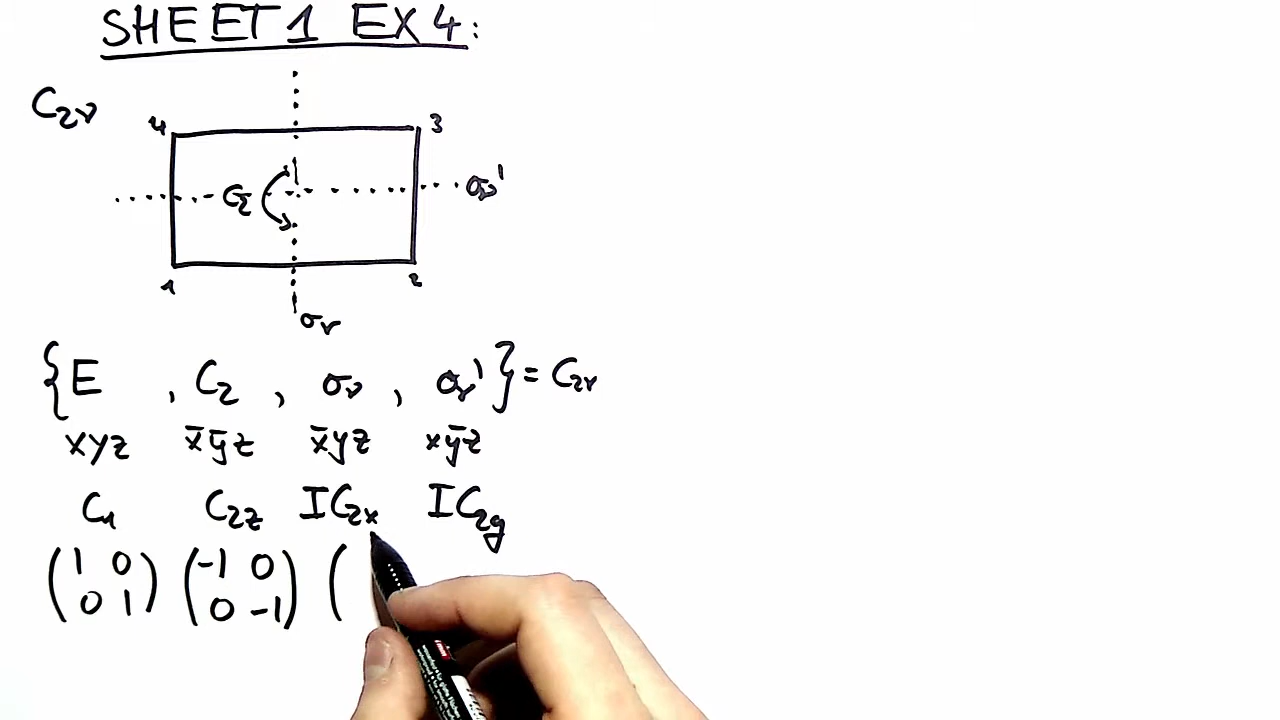 SHEET 1 EX 4:
C₂ᵥ
4 3
C₂ σᵥ'
1 2
σᵥ
{E , C₂ , σᵥ , σᵥ'} = C₂ᵥ
xyz x̄ȳz x̄yz xȳz
C₁ C₂z IC₂x IC₂y
(1 0 (-1 0 (
0 1) 0 -1)